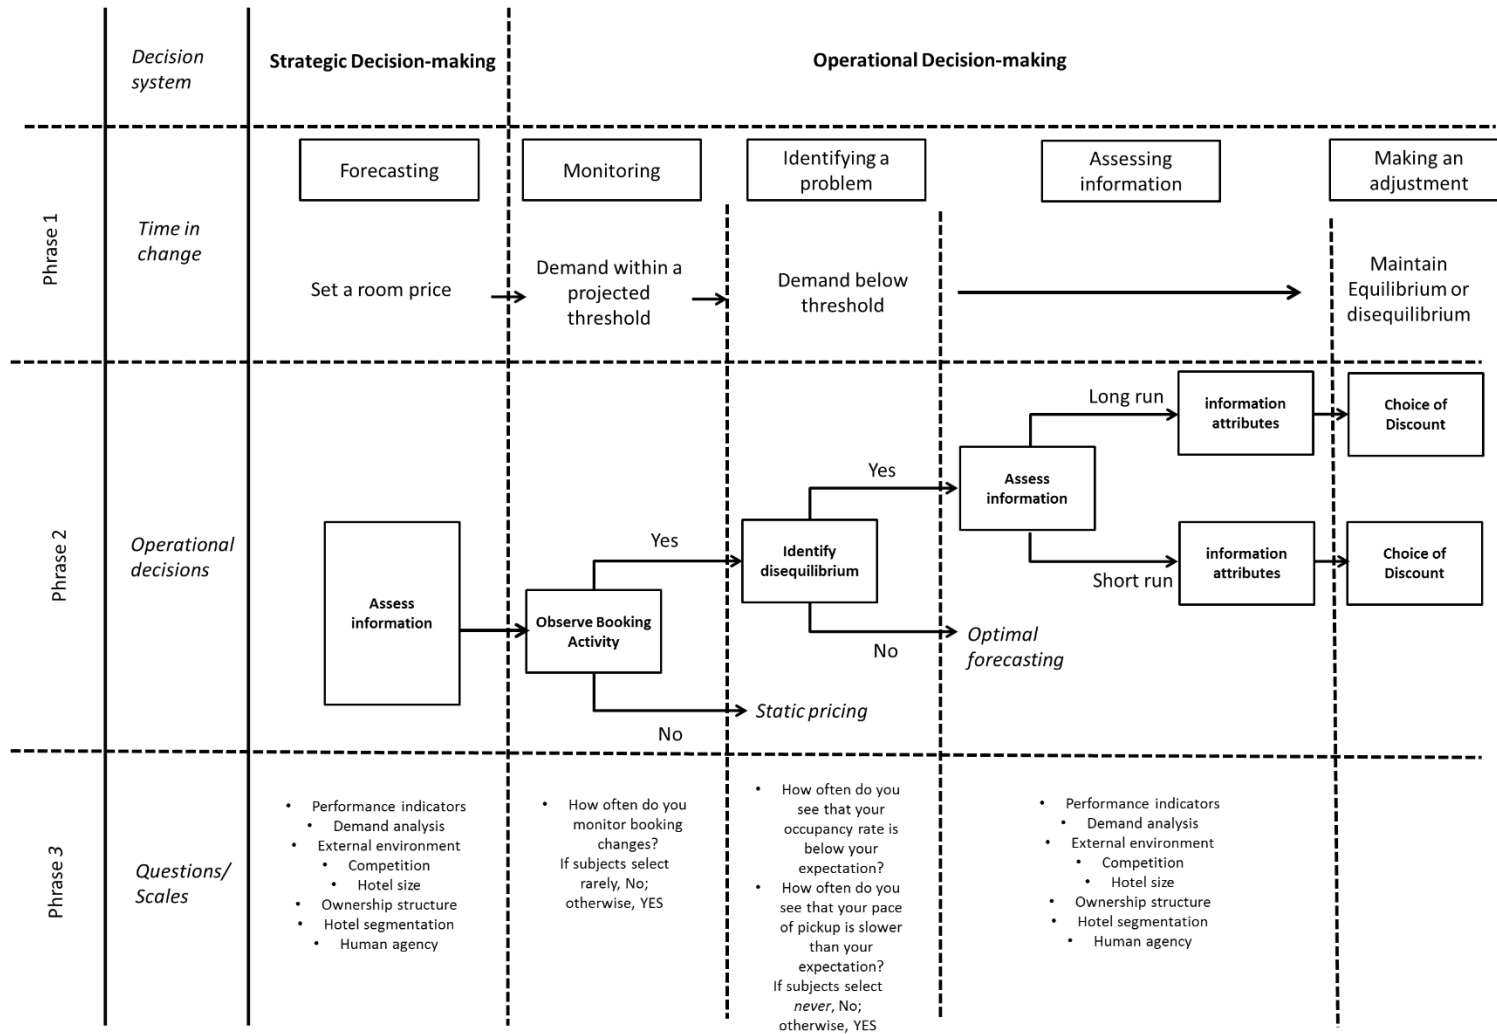 Decision
system
Strategic Decision-making
Operational Decision-making
Phrase 1
Time in
change
Forecasting
Monitoring
Identifying a
problem
Assessing
information
Making an
adjustment
Set a room price
Demand within a
projected
threshold
Demand below
threshold
Maintain
Equilibrium or
disequilibrium
Phrase 2
Operational
decisions
Assess
information
Observe Booking
Activity
Yes
No
Static pricing
Identify
disequilibrium
Yes
No
Optimal
forecasting
Assess
information
Long run
Short run
information
attributes
Choice of
Discount
information
attributes
Choice of
Discount
Phrase 3
Questions/
Scales
• Performance indicators
• Demand analysis
• External environment
• Competition
• Hotel size
• Ownership structure
• Hotel segmentation
• Human agency
• How often do you
monitor booking
changes?
If subjects select
rarely, No;
otherwise, YES
• How often do you
see that your
occupancy rate is
below your
expectation?
• How often do you
see that your pace
of pickup is slower
than your
expectation?
If subjects select
never, No;
otherwise, YES
• Performance indicators
• Demand analysis
• External environment
• Competition
• Hotel size
• Ownership structure
• Hotel segmentation
• Human agency